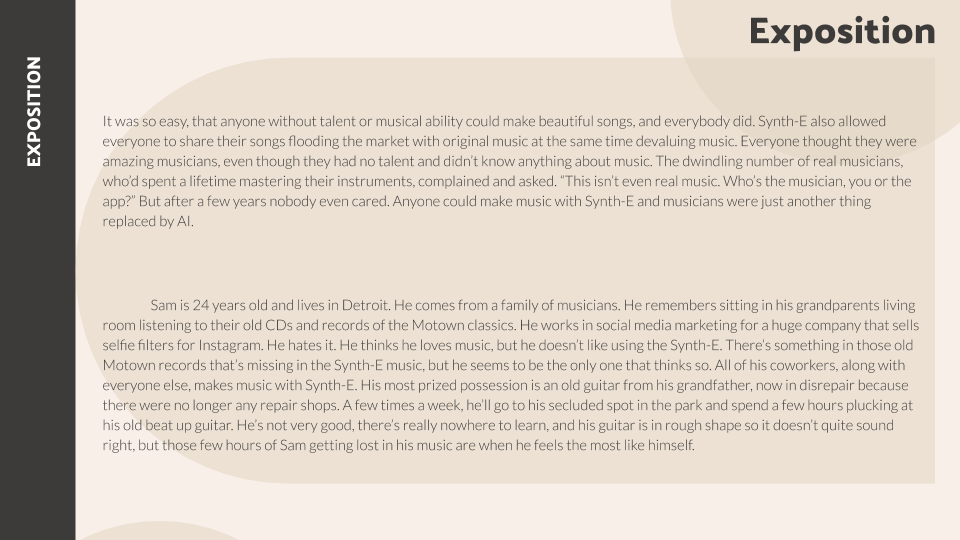 Exposition
EXPOSITION
It was so easy, that anyone without talent or musical ability could make beautiful songs, and everybody did. Synth-E also allowed
everyone to share their songs flooding the market with original music at the same time devaluing music. Everyone thought they were
amazing musicians, even though they had no talent and didn’t know anything about music. The dwindling number of real musicians,
who’d spent a lifetime mastering their instruments, complained and asked. “This isn’t even real music. Who’s the musician, you or the
app?” But after a few years nobody even cared. Anyone could make music with Synth-E and musicians were just another thing
replaced by AI.
Sam is 24 years old and lives in Detroit. He comes from a family of musicians. He remembers sitting in his grandparents living
room listening to their old CDs and records of the Motown classics. He works in social media marketing for a huge company that sells
selfie filters for Instagram. He hates it. He thinks he loves music, but he doesn’t like using the Synth-E. There’s something in those old
Motown records that’s missing in the Synth-E music, but he seems to be the only one that thinks so. All of his coworkers, along with
everyone else, makes music with Synth-E. His most prized possession is an old guitar from his grandfather, now in disrepair because
there were no longer any repair shops. A few times a week, he’ll go to his secluded spot in the park and spend a few hours plucking at
his old beat up guitar. He’s not very good, there’s really nowhere to learn, and his guitar is in rough shape so it doesn’t quite sound
right, but those few hours of Sam getting lost in his music are when he feels the most like himself.